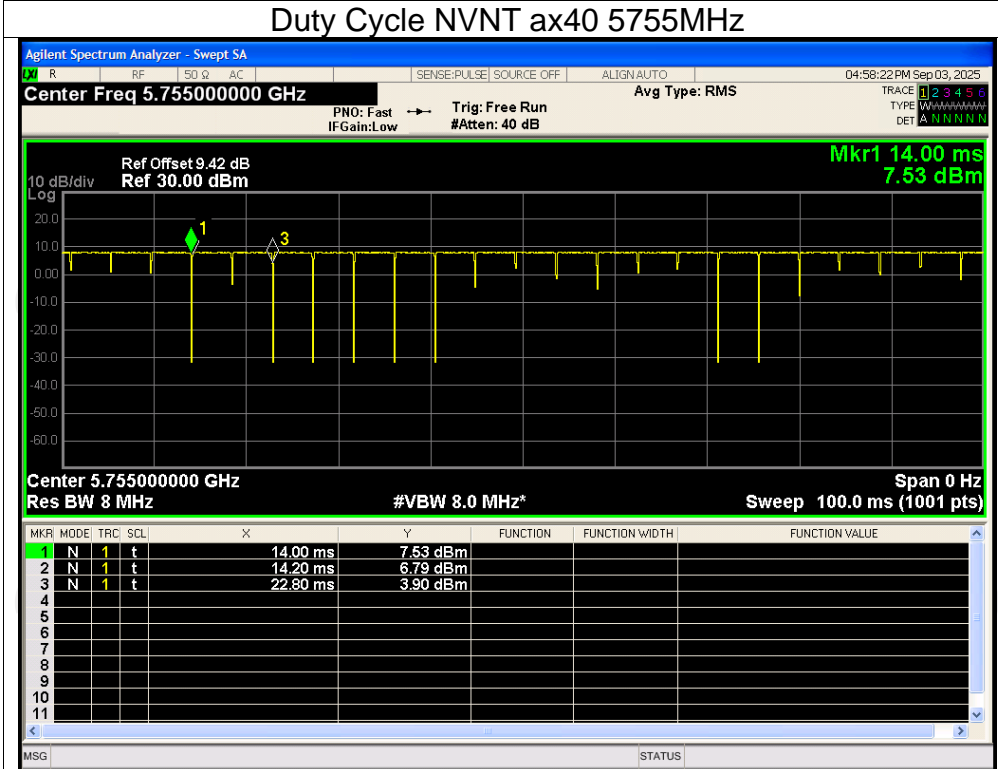 Duty Cycle NVNT ax40 5755MHz
Agilent Spectrum Analyzer - Swept SA
LXI R RF 50 Ω AC SENSE:PULSE SOURCE OFF ALIGNAUTO 04:58:22 PM Sep 03, 2025
Center Freq 5.755000000 GHz Avg Type: RMS TRACE 1 2 3 4 5 6
PNO: Fast Trig: Free Run TYPE WWWWWW
IFGain:Low #Atten: 40 dB DET A N N N N N
Mkr1 14.00 ms
Ref Offset 9.42 dB
10 dB/div Ref 30.00 dBm 7.53 dBm
Log
20.0
1
3
10.0
0.00
-10.0
-20.0
-30.0
-40.0
-50.0
-60.0
Center 5.755000000 GHz Span 0 Hz
Res BW 8 MHz #VBW 8.0 MHz* Sweep 100.0 ms (1001 pts)
MKR MODE TRC SCL X Y FUNCTION FUNCTION WIDTH FUNCTION VALUE
1 N 1 t 14.00 ms 7.53 dBm
2 N 1 t 14.20 ms 6.79 dBm
3 N 1 t 22.80 ms 3.90 dBm
4
5
6
7
8
9
10
11
MSG STATUS